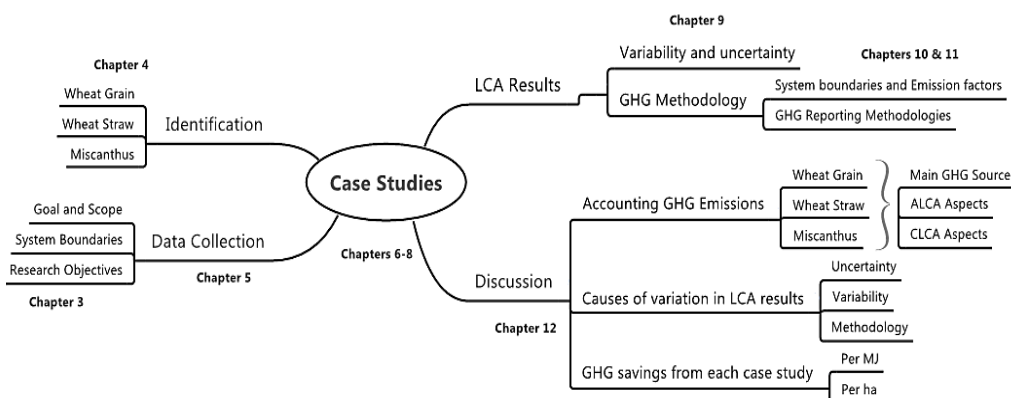 Chapter 4
Wheat Grain
Wheat Straw
Miscanthus
Identification
Goal and Scope
System Boundaries
Research Objectives
Data Collection
Chapter 3
Chapter 5
Case Studies
Chapters 6-8
Chapter 9
LCA Results
Variability and uncertainty
GHG Methodology
Chapters 10 & 11
System boundaries and Emission factors
GHG Reporting Methodologies
Discussion
Chapter 12
Accounting GHG Emissions
Wheat Grain
Wheat Straw
Miscanthus
Main GHG Source
ALCA Aspects
CLCA Aspects
Causes of variation in LCA results
Uncertainty
Variability
Methodology
GHG savings from each case study
Per MJ
Per ha